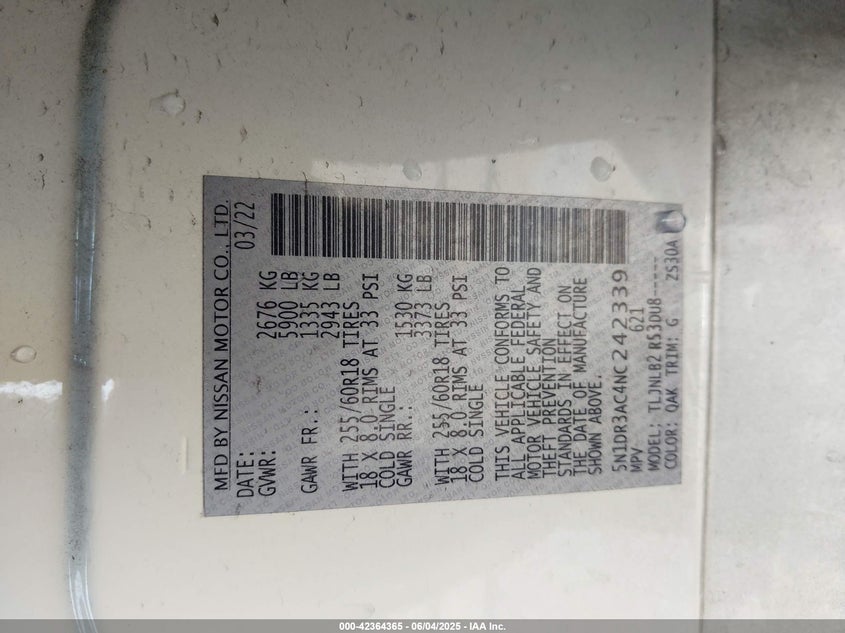 MFD BY NISSAN MOTOR CO., LTD.
DATE: 03/22
GVWR: 2676 KG
5900 LB
GAWR FR.: 1335 KG
2943 LB
WITH 255/60R18 TIRES
18 X 8.0 RIMS AT 33 PSI
COLD SINGLE
GAWR RR.: 1530 KG
3373 LB
WITH 255/60R18 TIRES
18 X 8.0 RIMS AT 33 PSI
COLD SINGLE
THIS VEHICLE CONFORMS TO
ALL APPLICABLE FEDERAL
MOTOR VEHICLE SAFETY AND
THEFT PREVENTION
STANDARDS IN EFFECT ON
THE DATE OF MANUFACTURE
SHOWN ABOVE.
5N1DR3AC4NC242339
MPV 621
MODEL: TLJNLB2 R53DU8-----
COLOR: QAK TRIM: G ZS30A
000-42364365 - 06/04/2025 - IAA Inc.